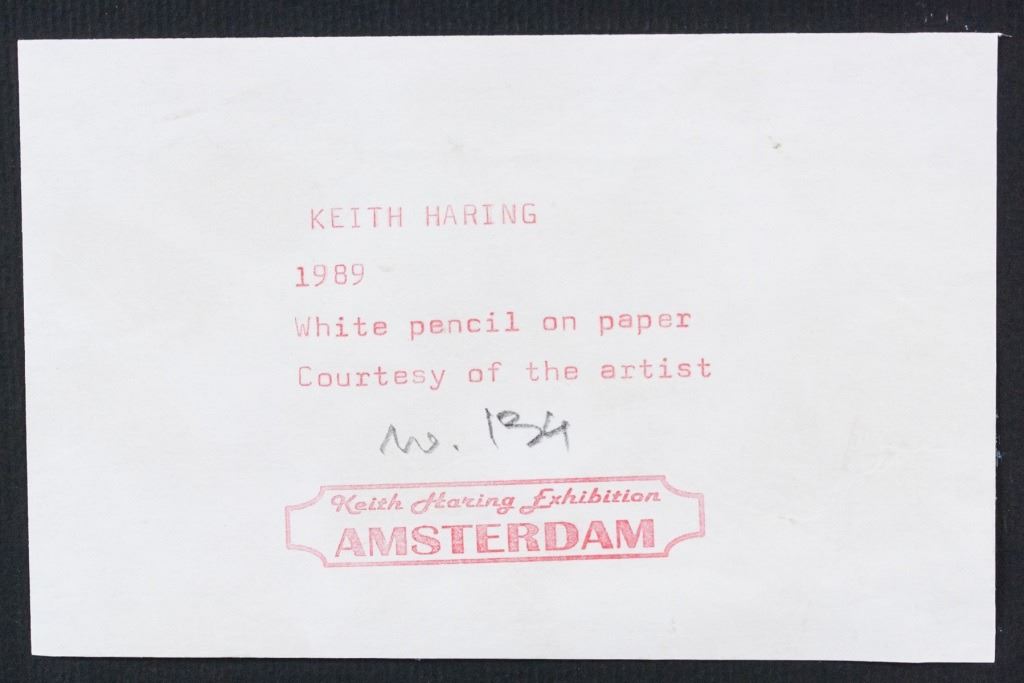 KEITH HARING
1989
White pencil on paper
Courtesy of the artist
No. 134
Keith Haring Exhibition
AMSTERDAM